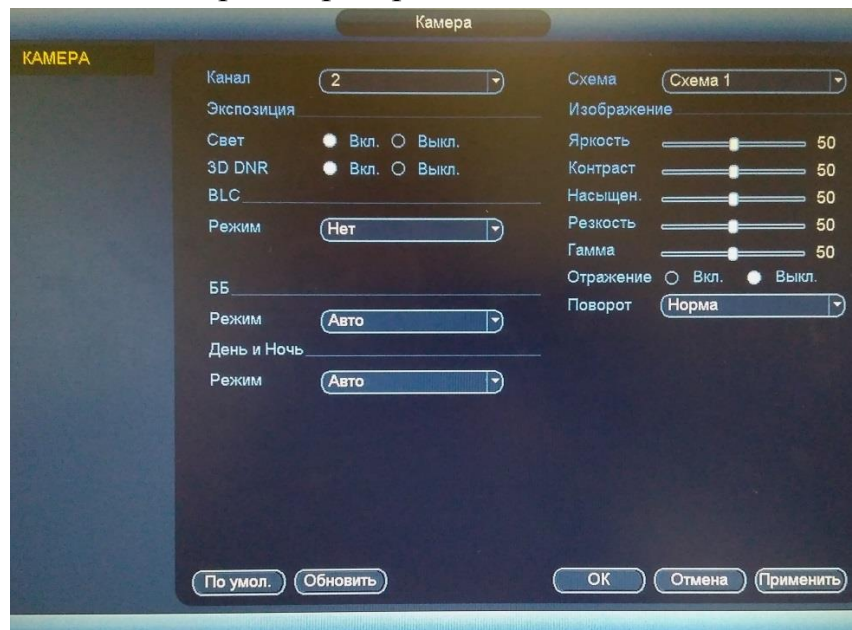 Камера
КАМЕРА
Канал 2 Схема Схема 1
Экспозиция Изображение
Свет Вкл. Выкл. Яркость 50
3D DNR Вкл. Выкл. Контраст 50
BLC Насыщен. 50
Режим Нет Резкость 50
Гамма 50
Отражение Вкл. Выкл.
ББ Поворот Норма
Режим Авто
День и Ночь
Режим Авто
По умол. Обновить ОК Отмена Применить